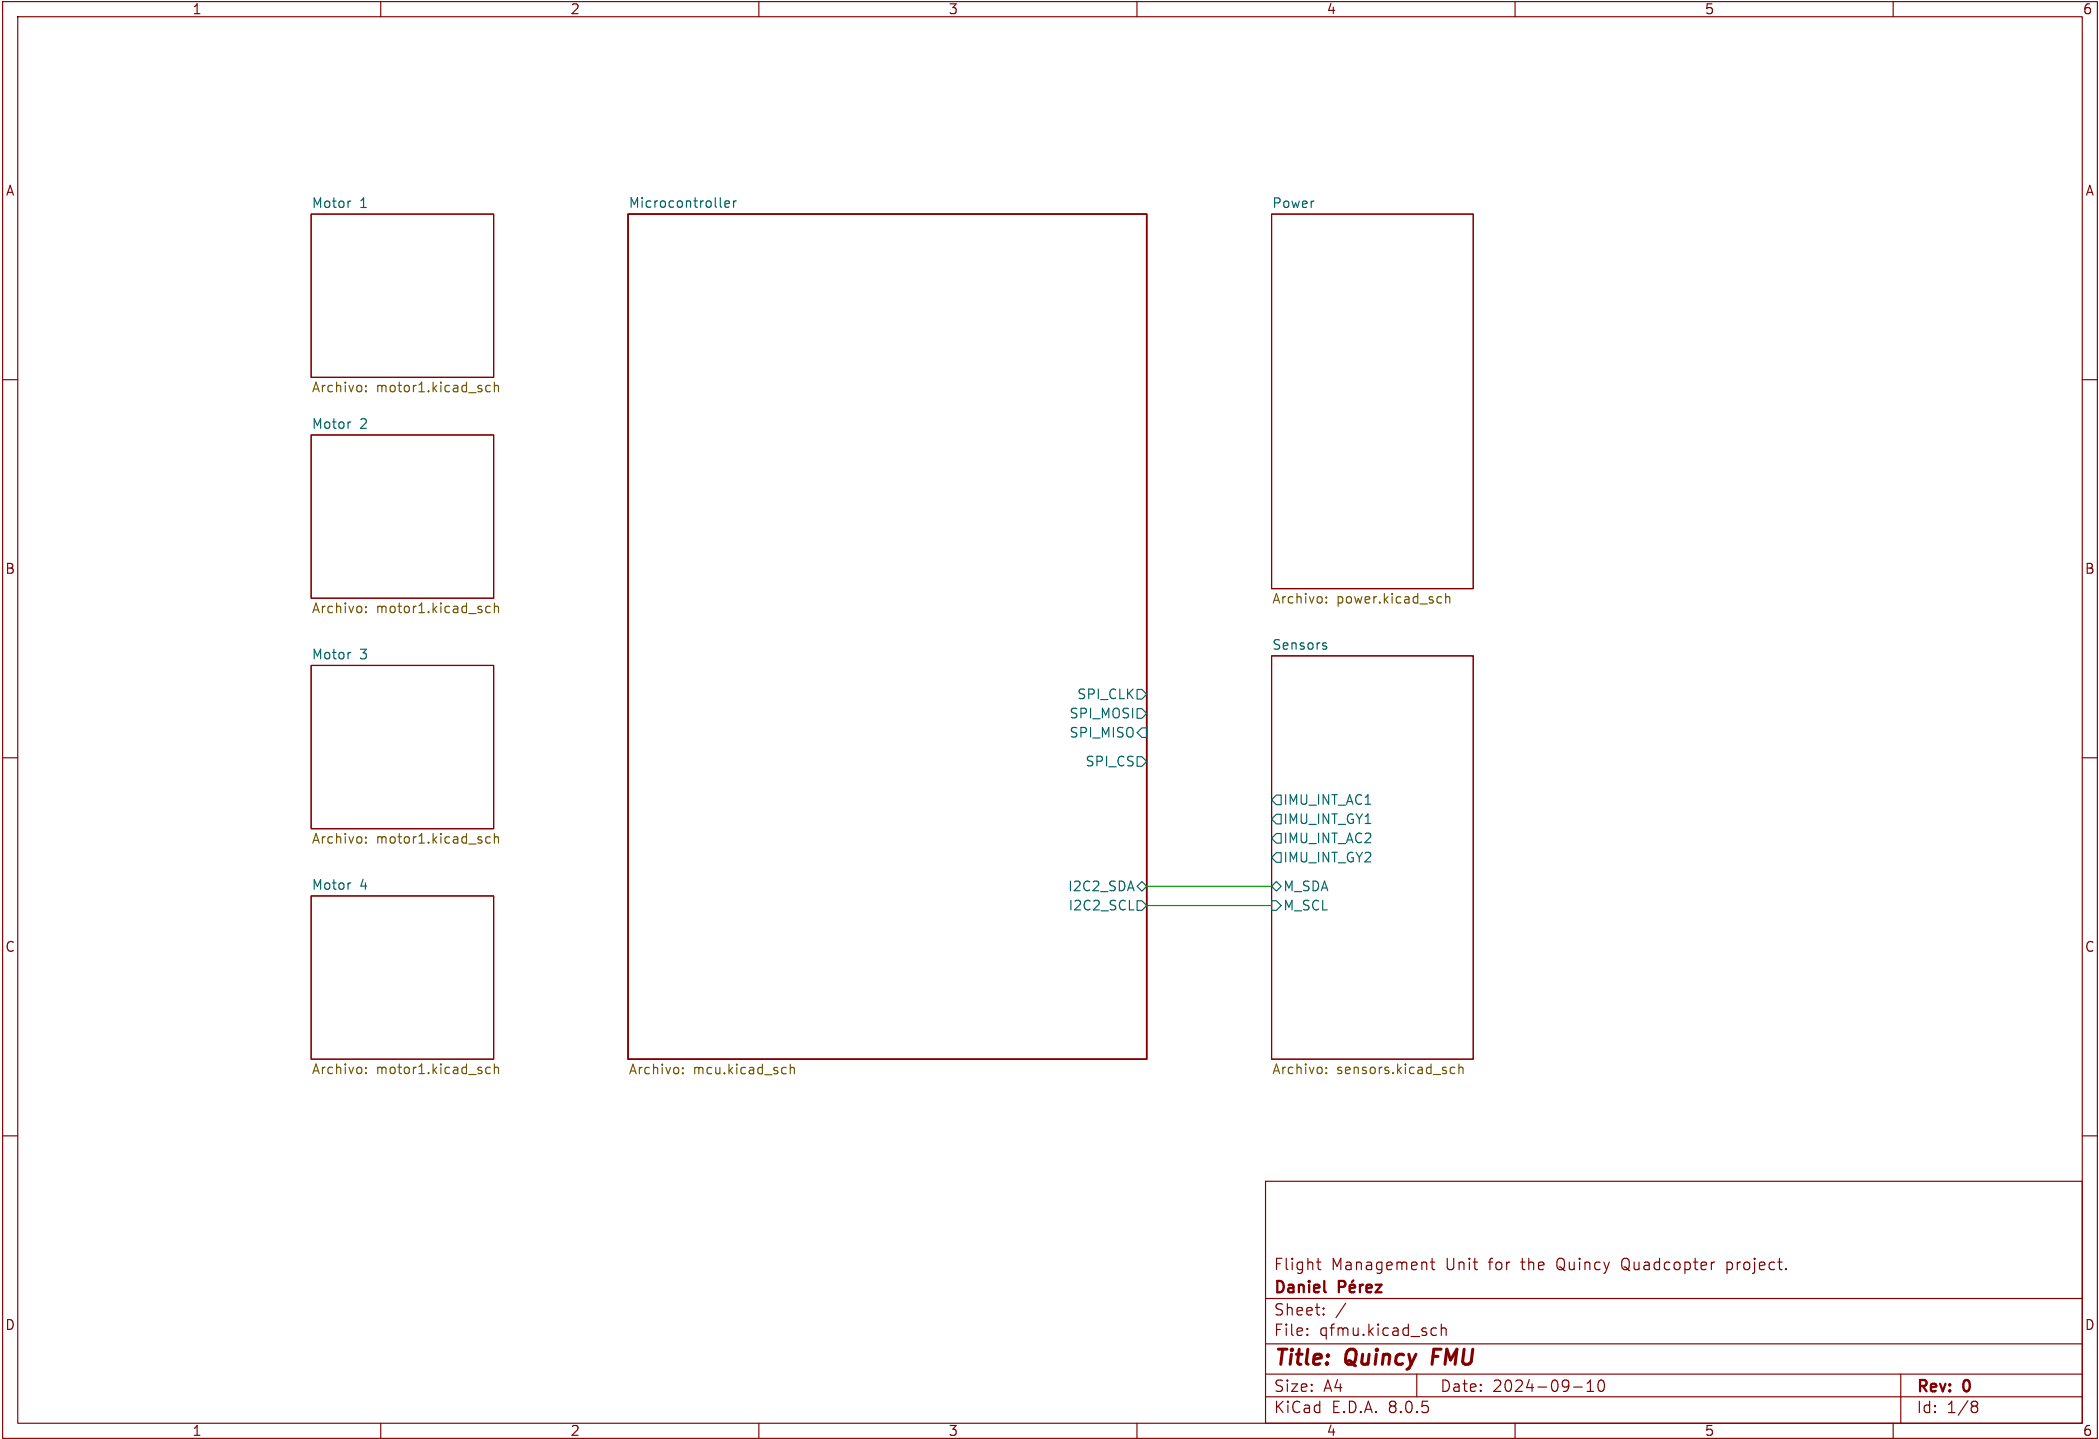 1 2 3 4 5 6
A A
Motor 1
Microcontroller
Power
Archivo: motor1.kicad_sch
Motor 2
B B
Archivo: motor1.kicad_sch
Archivo: power.kicad_sch
Motor 3
Sensors
SPI_CLK
SPI_MOSI
SPI_MISO
SPI_CS
IMU_INT_AC1
IMU_INT_GY1
IMU_INT_AC2
IMU_INT_GY2
Archivo: motor1.kicad_sch
Motor 4
I2C2_SDA M_SDA
I2C2_SCL M_SCL
C C
Archivo: motor1.kicad_sch
Archivo: mcu.kicad_sch
Archivo: sensors.kicad_sch
Flight Management Unit for the Quincy Quadcopter project.
Daniel Pérez
Sheet: /
File: qfmu.kicad_sch
D D
Title: Quincy FMU
Size: A4 Date: 2024-09-10 Rev: 0
KiCad E.D.A. 8.0.5 Id: 1/8
1 2 3 4 5 6